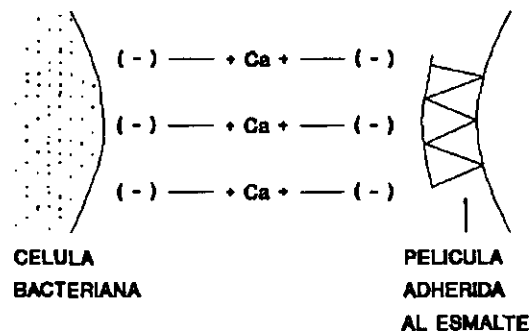 (-) — + Ca + — (-)
(-) — + Ca + — (-)
(-) — + Ca + — (-)
CELULA
BACTERIANA
PELICULA
ADHERIDA
AL ESMALTE